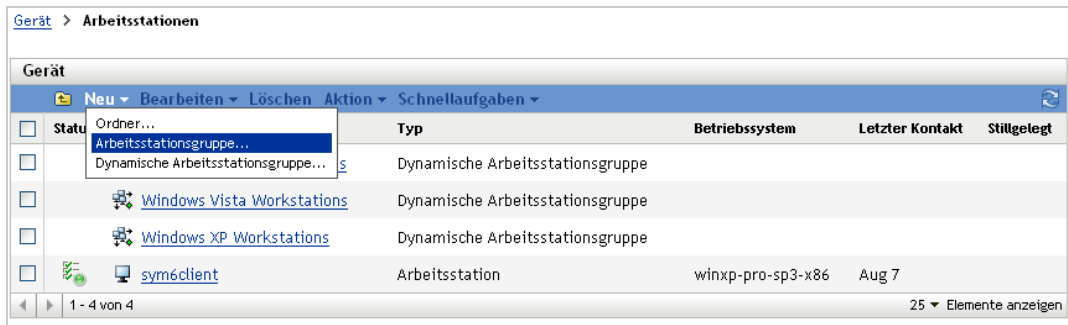 Gerät > Arbeitsstationen
Gerät
Neu Bearbeiten Löschen Aktion Schnellaufgaben
Statu Typ Betriebssystem Letzter Kontakt Stillgelegt
Ordner...
Arbeitsstationsgruppe...
Dynamische Arbeitsstationsgruppe...
s Dynamische Arbeitsstationsgruppe
Windows Vista Workstations Dynamische Arbeitsstationsgruppe
Windows XP Workstations Dynamische Arbeitsstationsgruppe
sym6client Arbeitsstation winxp-pro-sp3-x86 Aug 7
1 - 4 von 4 25 Elemente anzeigen